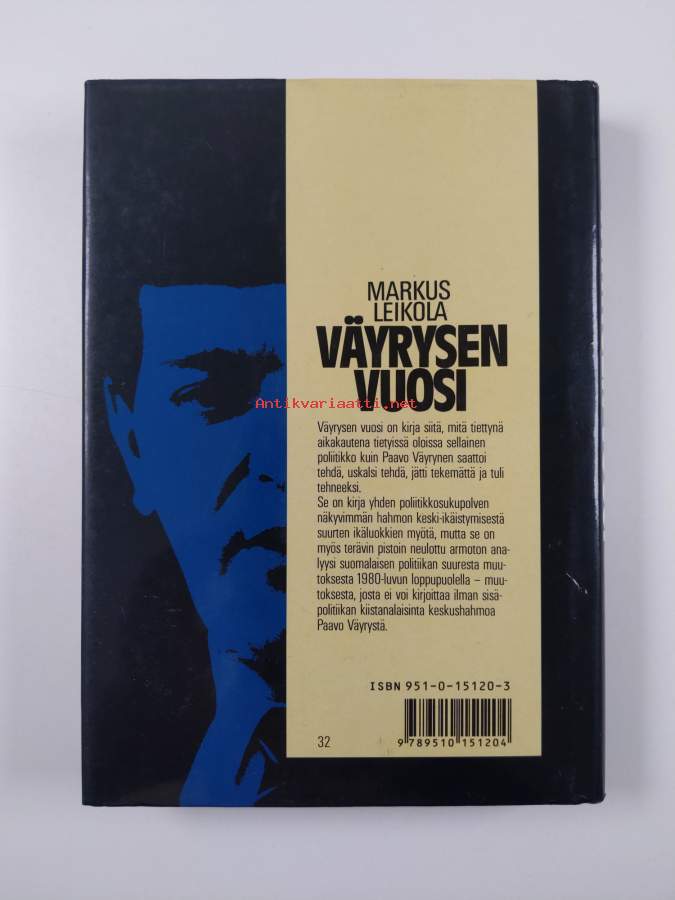 MARKUS
LEIKOLA
VÄYRYSEN
VUOSI
Antikvariaatti.net
Väyrysen vuosi on kirja siitä, mitä tiettynä
aikakautena tietyissä oloissa sellainen
poliitikko kuin Paavo Väyrynen saattoi
tehdä, uskalsi tehdä, jätti tekemättä ja tuli
tehneeksi.
Se on kirja yhden poliitikkosukupolven
näkyvimmän hahmon keski-ikäistymisestä
suurten ikäluokkien myötä, mutta se on
myös terävin pistoin neulottu armoton ana-
lyysi suomalaisen politiikan suuresta muu-
toksesta 1980-luvun loppupuolella – muu-
toksesta, josta ei voi kirjoittaa ilman sisä-
politiikan kiistanalaisinta keskushahmoa
Paavo Väyrystä.
ISBN 951-0-15120-3
32
9 789510 151204